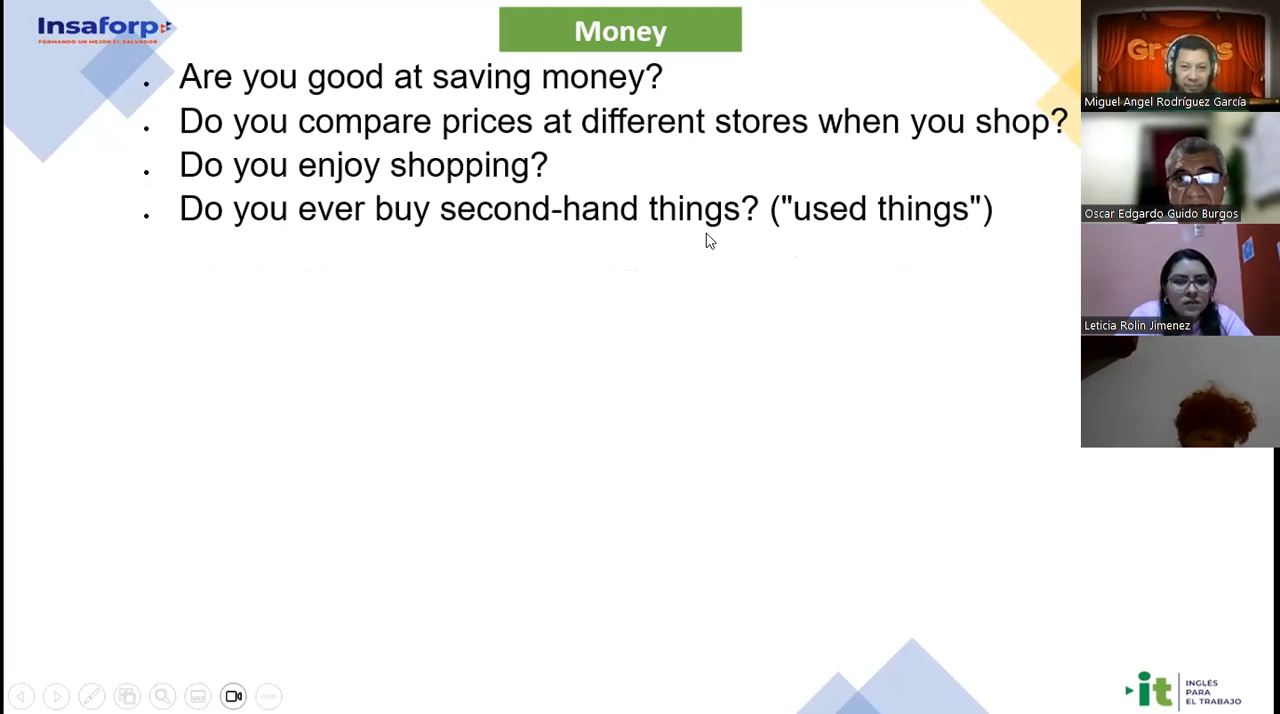 Insaforp
FORMANDO UN MEJOR EL SALVADOR
Money
• Are you good at saving money?
• Do you compare prices at different stores when you shop?
• Do you enjoy shopping?
• Do you ever buy second-hand things? ("used things")
Miguel Angel Rodríguez García
Oscar Edgardo Guido Burgos
Leticia Rolin Jimenez
it
INGLÉS
PARA
EL TRABAJO